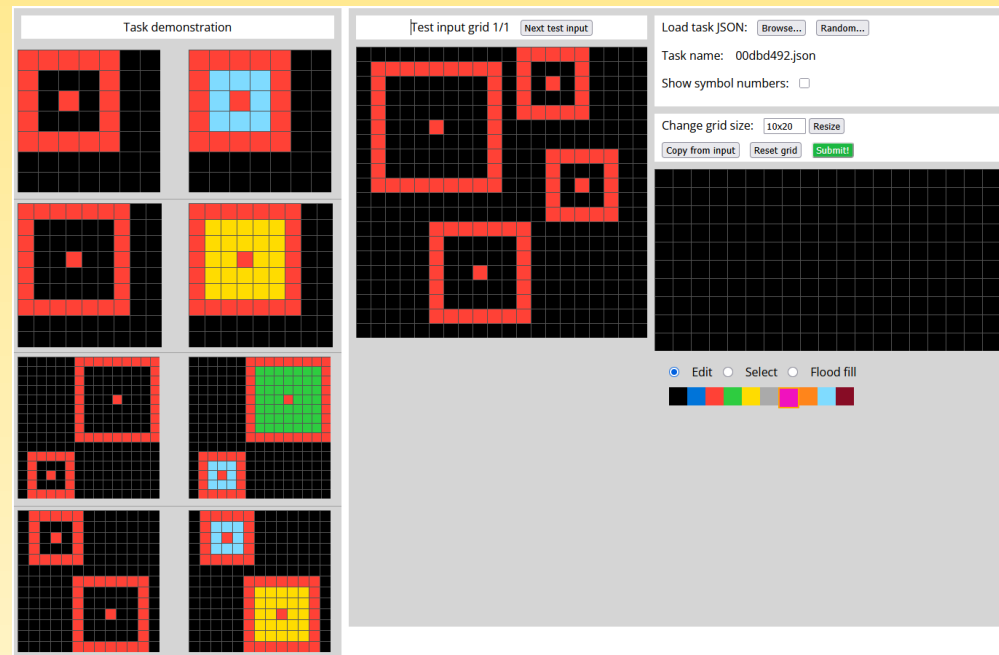 Task demonstration
Test input grid 1/1
Next test input
Load task JSON:
Browse...
Random...
Task name: 00dbd492.json
Show symbol numbers:
Change grid size:
10x20
Resize
Copy from input
Reset grid
Submit!
Edit
Select
Flood fill